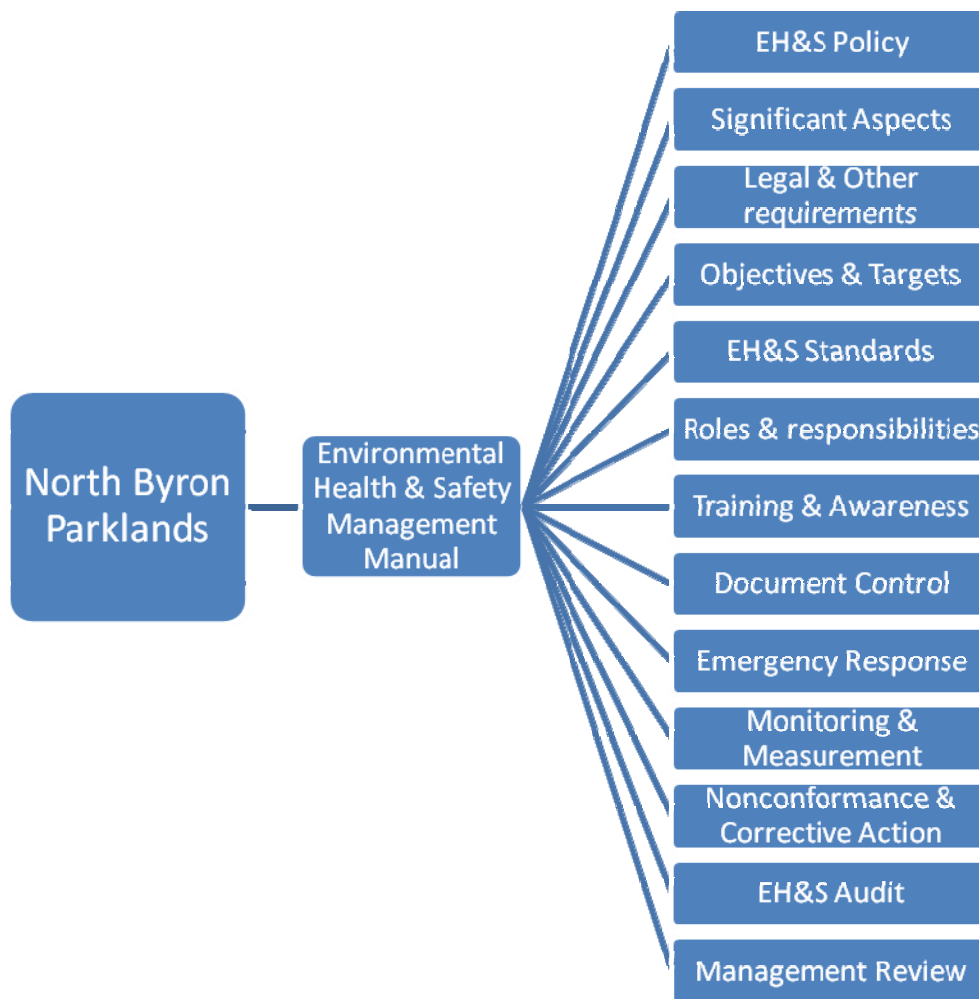 North Byron
Parklands
Environmental
Health & Safety
Management
Manual
EH&S Policy
Significant Aspects
Legal & Other
requirements
Objectives & Targets
EH&S Standards
Roles & responsibilities
Training & Awareness
Document Control
Emergency Response
Monitoring &
Measurement
Nonconformance &
Corrective Action
EH&S Audit
Management Review